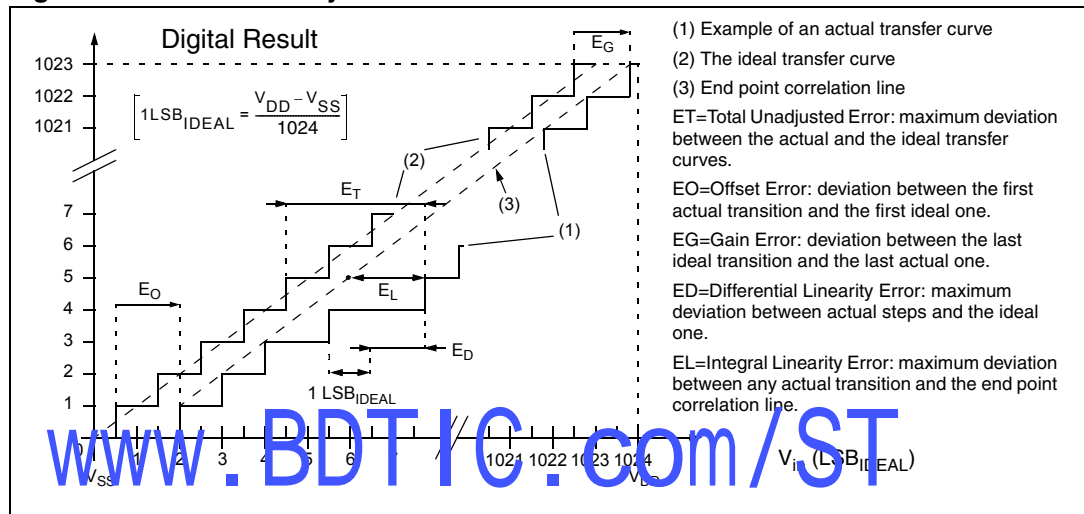 Digital Result
1023
1022
1021
7
6
5
4
3
2
1
0
[1LSB_IDEAL = (V_DD – V_SS) / 1024]
E_G
(2)
E_T
(3)
(1)
E_O
E_L
E_D
1 LSB_IDEAL
1 2 3 4 5 6 7 1021 1022 1023 1024
V_SS
V_DD
V_in (LSB_IDEAL)
(1) Example of an actual transfer curve
(2) The ideal transfer curve
(3) End point correlation line
ET=Total Unadjusted Error: maximum deviation
between the actual and the ideal transfer
curves.
EO=Offset Error: deviation between the first
actual transition and the first ideal one.
EG=Gain Error: deviation between the last
ideal transition and the last actual one.
ED=Differential Linearity Error: maximum
deviation between actual steps and the ideal
one.
EL=Integral Linearity Error: maximum deviation
between any actual transition and the end point
correlation line.
www.BDTIC.com/ST